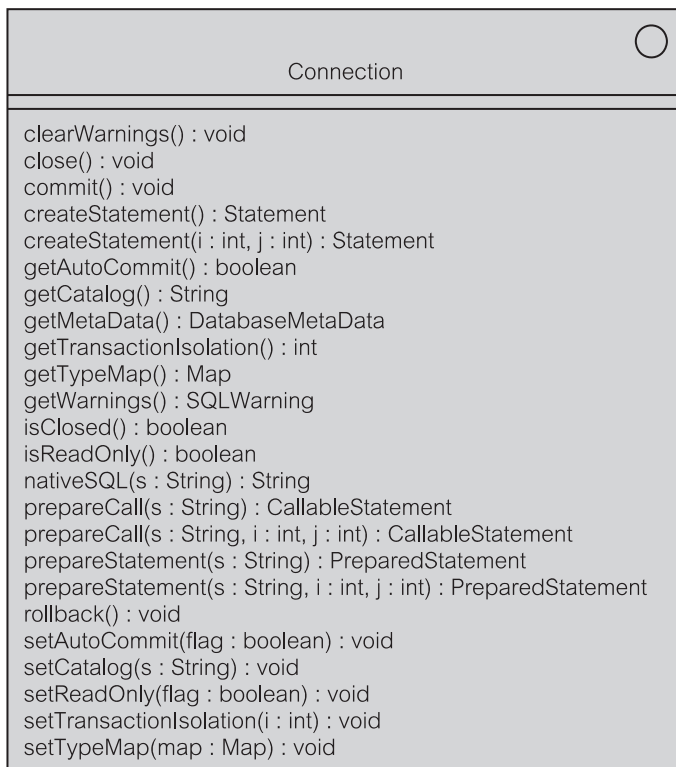 Connection
clearWarnings() : void
close() : void
commit() : void
createStatement() : Statement
createStatement(i : int, j : int) : Statement
getAutoCommit() : boolean
getCatalog() : String
getMetaData() : DatabaseMetaData
getTransactionIsolation() : int
getTypeMap() : Map
getWarnings() : SQLWarning
isClosed() : boolean
isReadOnly() : boolean
nativeSQL(s : String) : String
prepareCall(s : String) : CallableStatement
prepareCall(s : String, i : int, j : int) : CallableStatement
prepareStatement(s : String) : PreparedStatement
prepareStatement(s : String, i : int, j : int) : PreparedStatement
rollback() : void
setAutoCommit(flag : boolean) : void
setCatalog(s : String) : void
setReadOnly(flag : boolean) : void
setTransactionIsolation(i : int) : void
setTypeMap(map : Map) : void